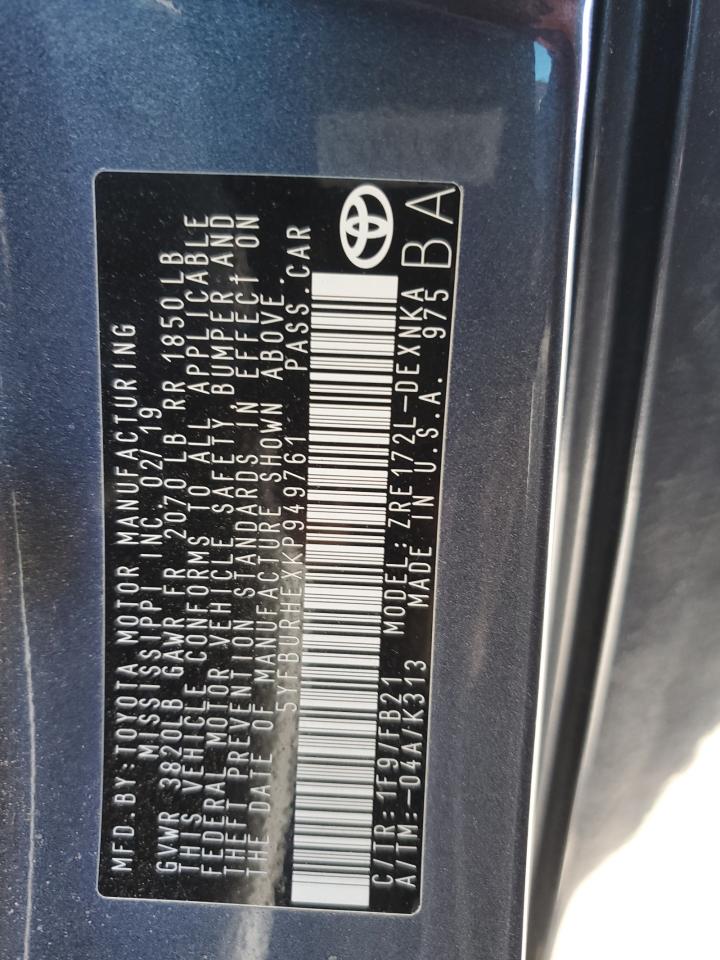 MFD.BY:TOYOTA MOTOR MANUFACTURING
MISSISSIPPI INC.02/19
GVWR 3820LB GAWR FR 2070 LB RR 1850LB
THIS VEHICLE CONFORMS TO ALL APPLICABLE
FEDERAL MOTOR VEHICLE SAFETY, BUMPER, AND
THEFT PREVENTION STANDARDS IN EFFECT ON
THE DATE OF MANUFACTURE SHOWN ABOVE.
5YFBURHEXKP949761 PASS.CAR
C/TR:1F9/FB21 MODEL:ZRE172L-DEXNKA
A/TM:-04A/K313 MADE IN U.S.A. 975 BA